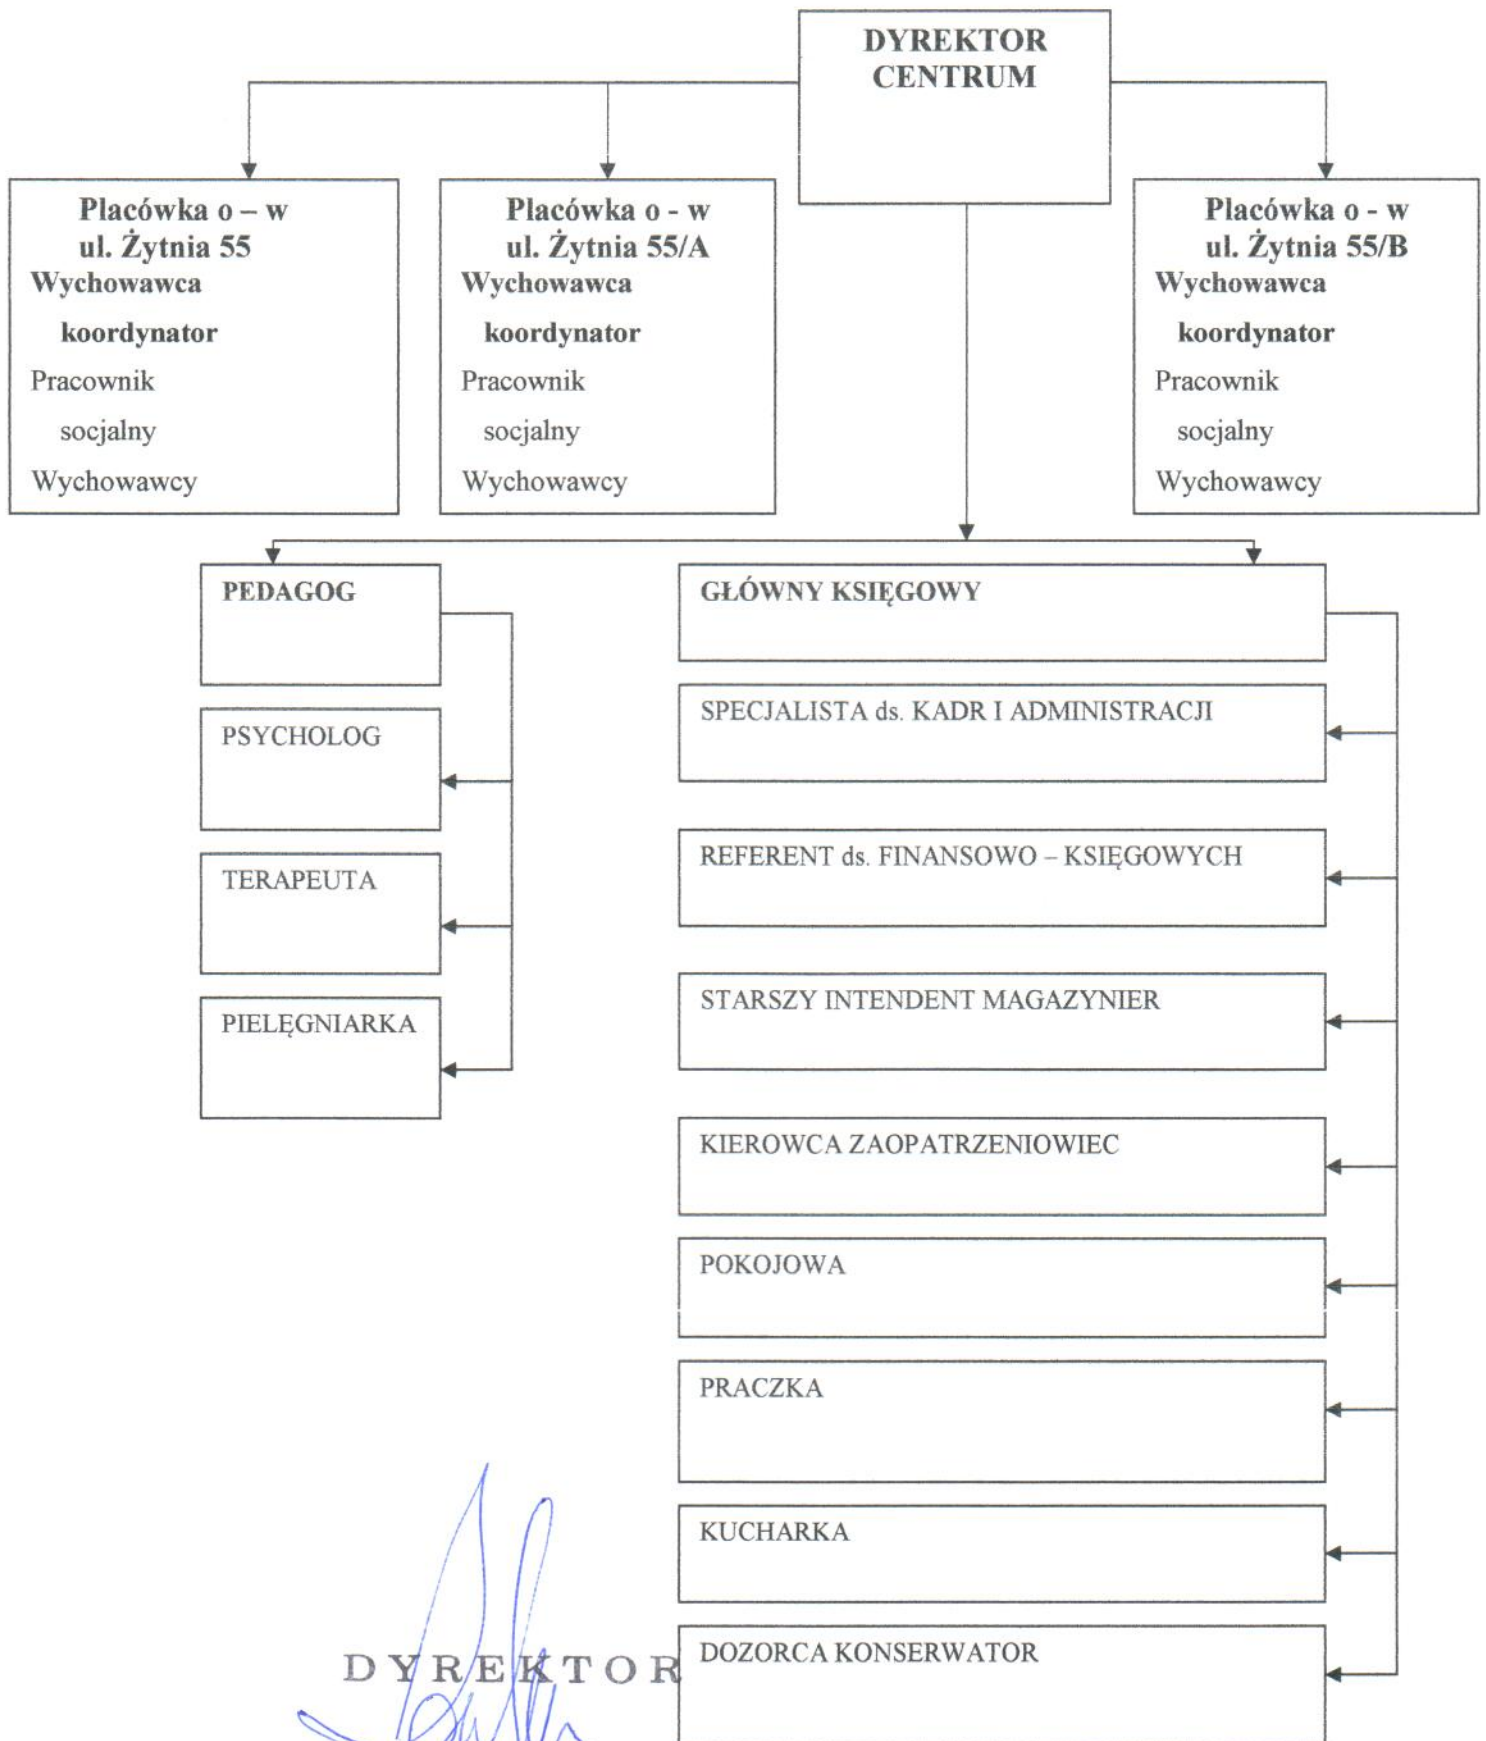 DYREKTOR
CENTRUM
Placówka o – w
ul. Żytnia 55
Wychowawca
koordynator
Pracownik
socjalny
Wychowawcy
Placówka o - w
ul. Żytnia 55/A
Wychowawca
koordynator
Pracownik
socjalny
Wychowawcy
Placówka o - w
ul. Żytnia 55/B
Wychowawca
koordynator
Pracownik
socjalny
Wychowawcy
PEDAGOG
PSYCHOLOG
TERAPEUTA
PIELĘGNIARKA
GŁÓWNY KSIĘGOWY
SPECJALISTA ds. KADR I ADMINISTRACJI
REFERENT ds. FINANSOWO – KSIĘGOWYCH
STARSZY INTENDENT MAGAZYNIER
KIEROWCA ZAOPATRZENIOWIEC
POKOJOWA
PRACZKA
KUCHARKA
DOZORCA KONSERWATOR
DYREKTOR